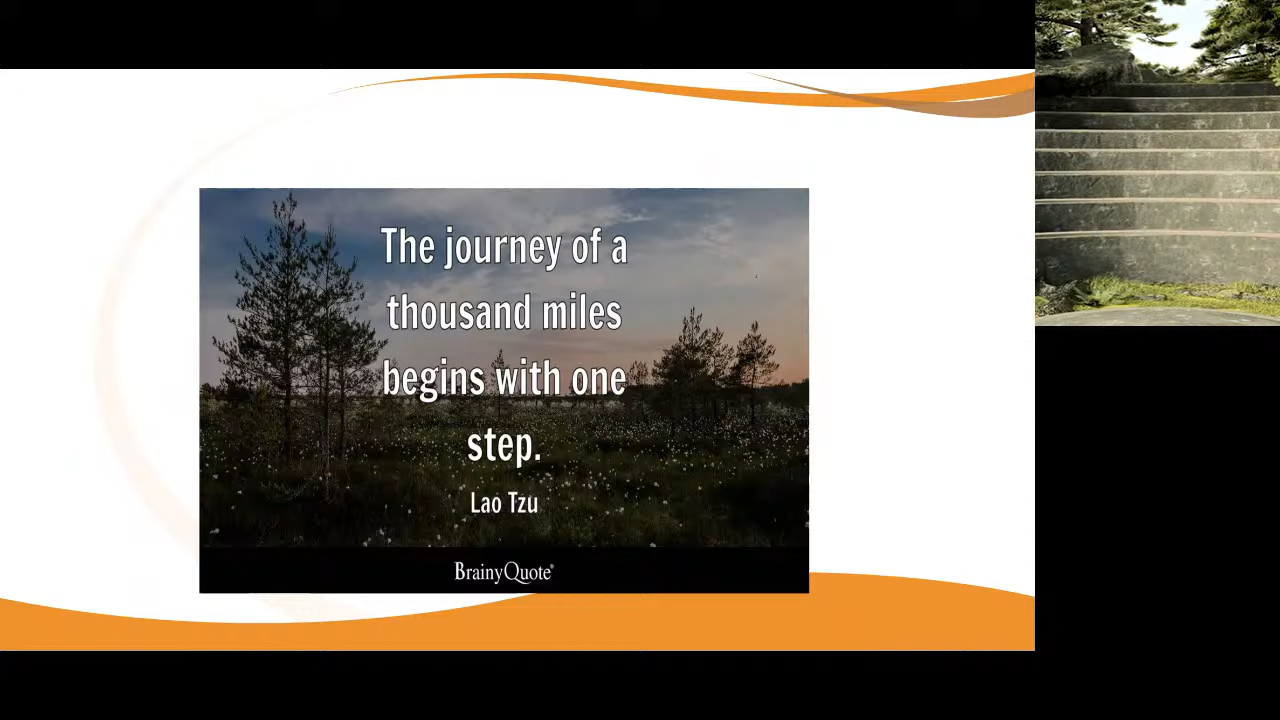 The journey of a
thousand miles
begins with one
step.
Lao Tzu
BrainyQuote®